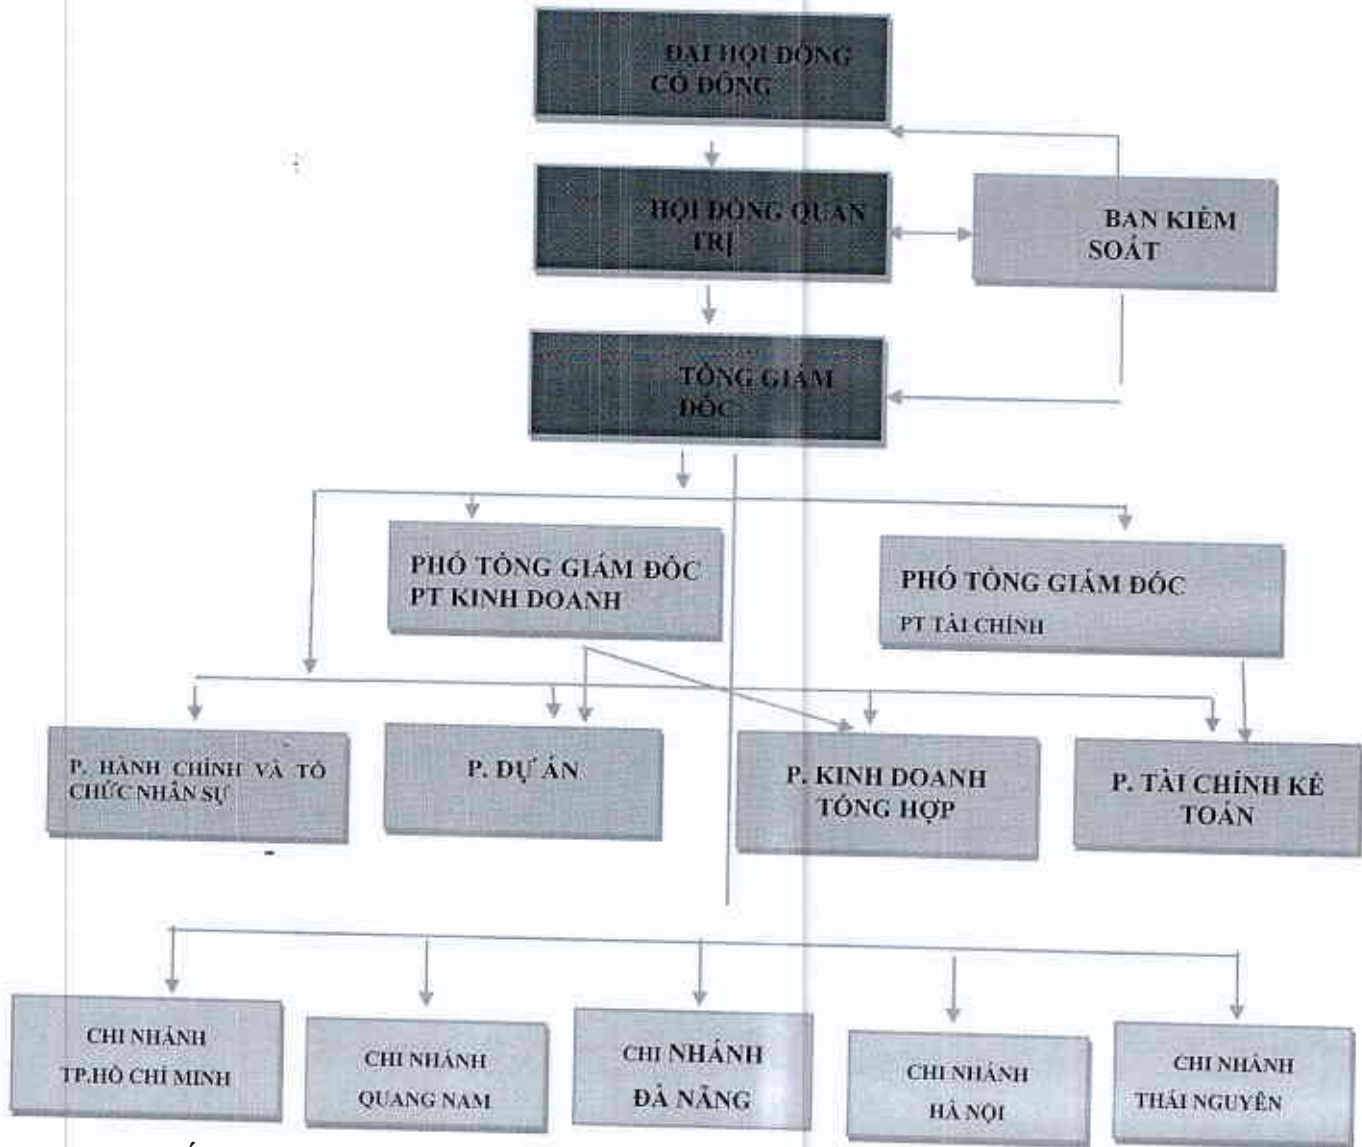 ĐẠI HỘI ĐỒNG
CỔ ĐÔNG
HỘI ĐỒNG QUẢN
TRỊ
BAN KIỂM
SOÁT
TỔNG GIÁM
ĐỐC
PHÓ TỔNG GIÁM ĐỐC
PT KINH DOANH
PHÓ TỔNG GIÁM ĐỐC
PT TÀI CHÍNH
P. HÀNH CHÍNH VÀ TỔ
CHỨC NHÂN SỰ
P. DỰ ÁN
P. KINH DOANH
TỔNG HỢP
P. TÀI CHÍNH KẾ
TOÁN
CHI NHÁNH
TP.HỒ CHÍ MINH
CHI NHÁNH
QUANG NAM
CHI NHÁNH
ĐÀ NẴNG
CHI NHÁNH
HÀ NỘI
CHI NHÁNH
THÁI NGUYÊN